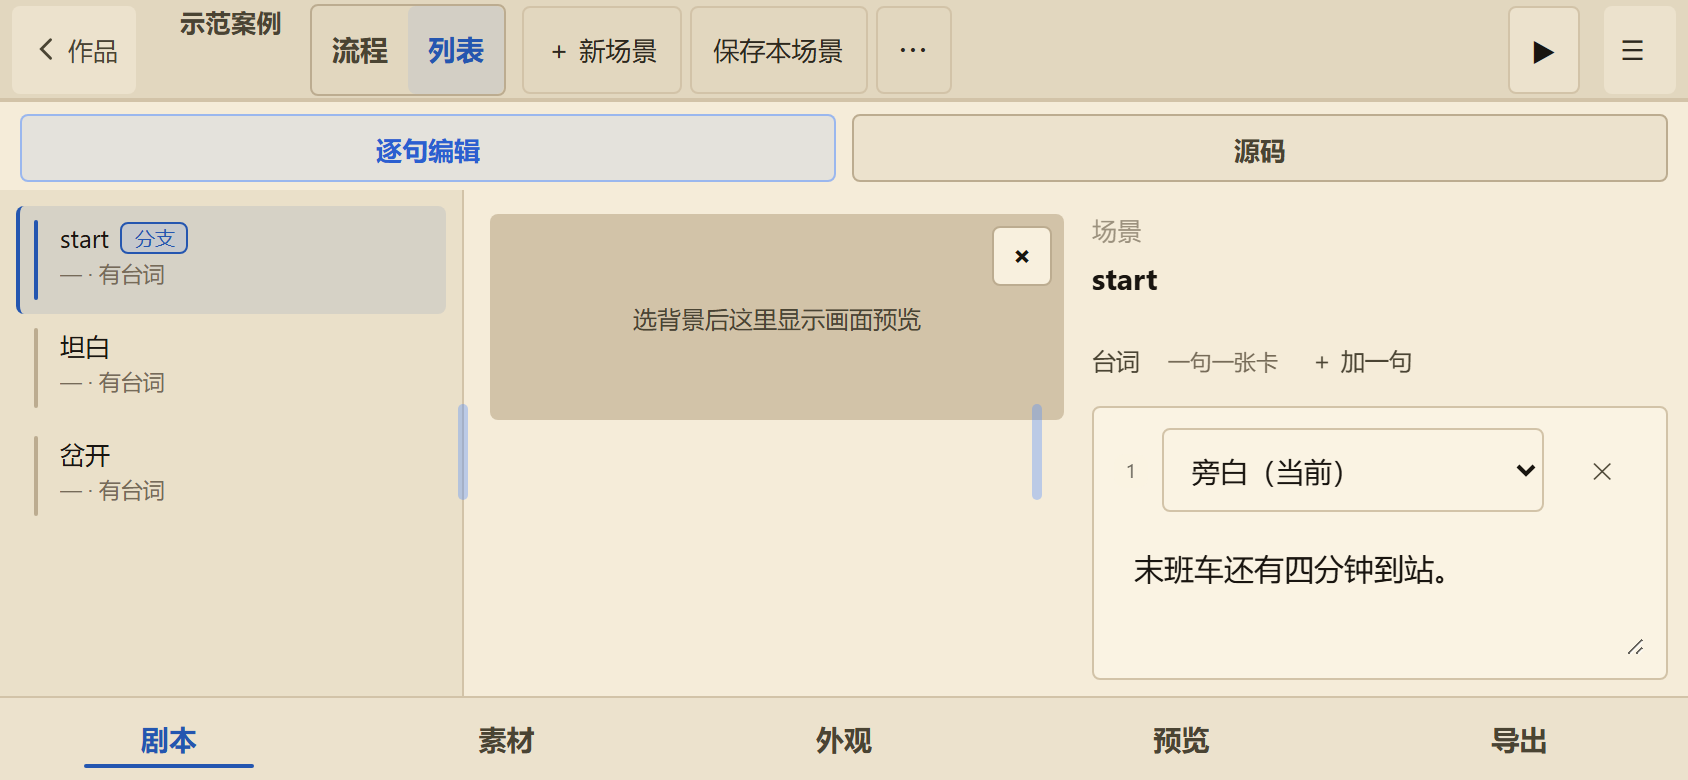 作品
示范案例
流程
列表
+ 新场景
保存本场景
···
逐句编辑
源码
start 分支
— · 有台词
坦白
— · 有台词
岔开
— · 有台词
选背景后这里显示画面预览
×
场景
start
台词 一句一张卡 + 加一句
1 旁白（当前） ×
末班车还有四分钟到站。
剧本
素材
外观
预览
导出